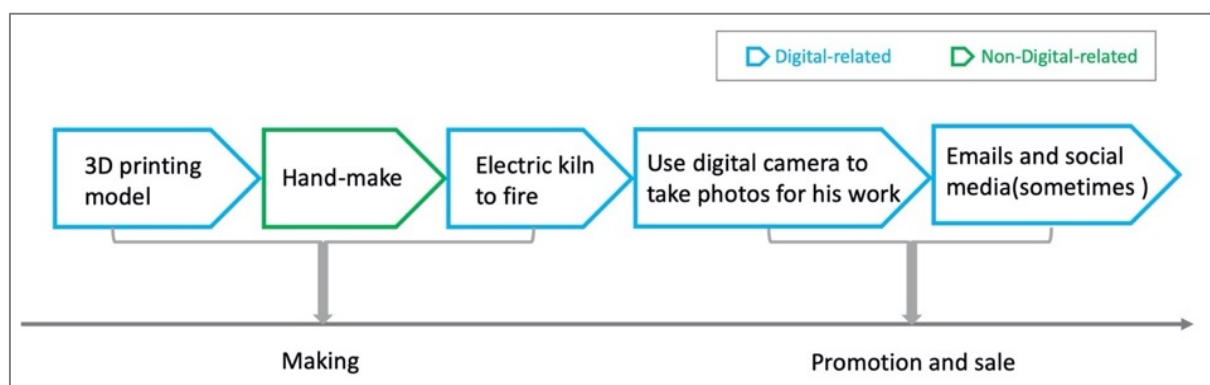 Digital-related
Non-Digital-related
3D printing
model
Hand-make
Electric kiln
to fire
Use digital camera to
take photos for his work
Emails and social
media(sometimes )
Making
Promotion and sale